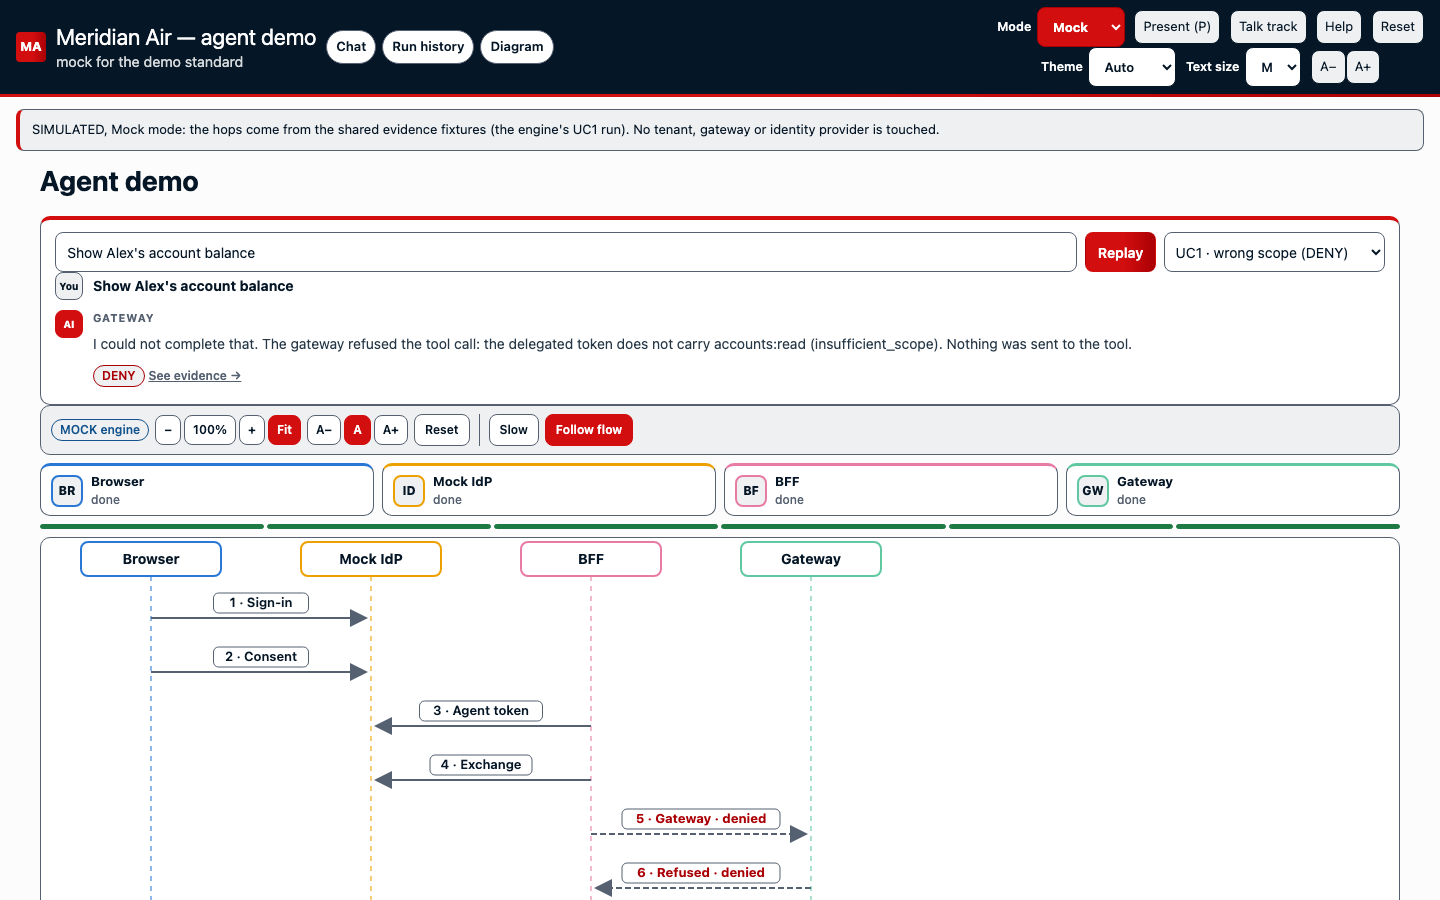 MA
Meridian Air — agent demo
mock for the demo standard
Chat
Run history
Diagram
Mode
Mock
Present (P)
Talk track
Help
Reset
Theme
Auto
Text size
M
A−
A+
SIMULATED, Mock mode: the hops come from the shared evidence fixtures (the engine's UC1 run). No tenant, gateway or identity provider is touched.
Agent demo
Show Alex's account balance
Replay
UC1 · wrong scope (DENY)
You
Show Alex's account balance
AI
GATEWAY
I could not complete that. The gateway refused the tool call: the delegated token does not carry accounts:read (insufficient_scope). Nothing was sent to the tool.
DENY
See evidence →
MOCK engine
−
100%
+
Fit
A−
A
A+
Reset
Slow
Follow flow
BR
Browser
done
ID
Mock IdP
done
BF
BFF
done
GW
Gateway
done
Browser
Mock IdP
BFF
Gateway
1 · Sign-in
2 · Consent
3 · Agent token
4 · Exchange
5 · Gateway · denied
6 · Refused · denied